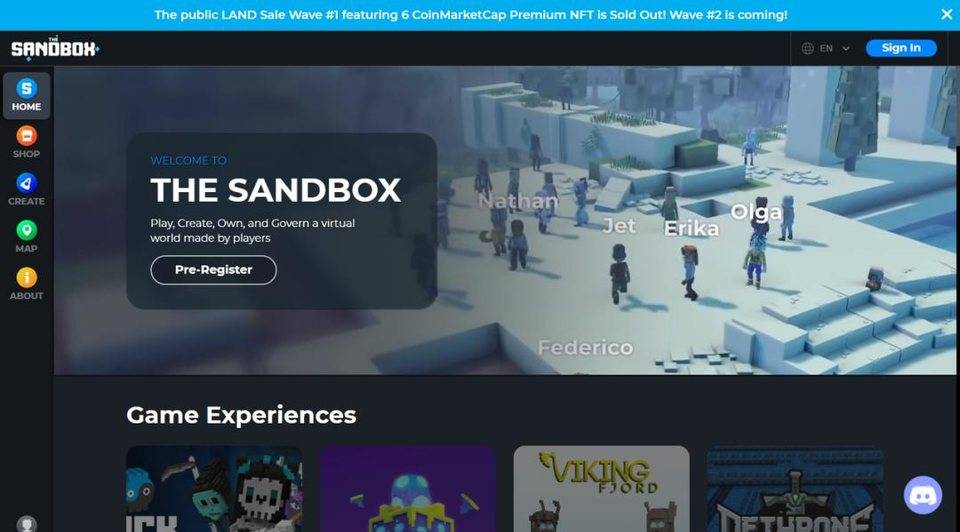 The public LAND Sale Wave #1 featuring 6 CoinMarketCap Premium NFT is Sold Out! Wave #2 is coming!
THE
SANDBOX
EN
Sign In
HOME
SHOP
CREATE
MAP
ABOUT
WELCOME TO
THE SANDBOX
Play, Create, Own, and Govern a virtual
world made by players
Pre-Register
Nathan
Jet
Erika
Olga
Federico
Game Experiences
VIKING
FJORD
DETHRONE